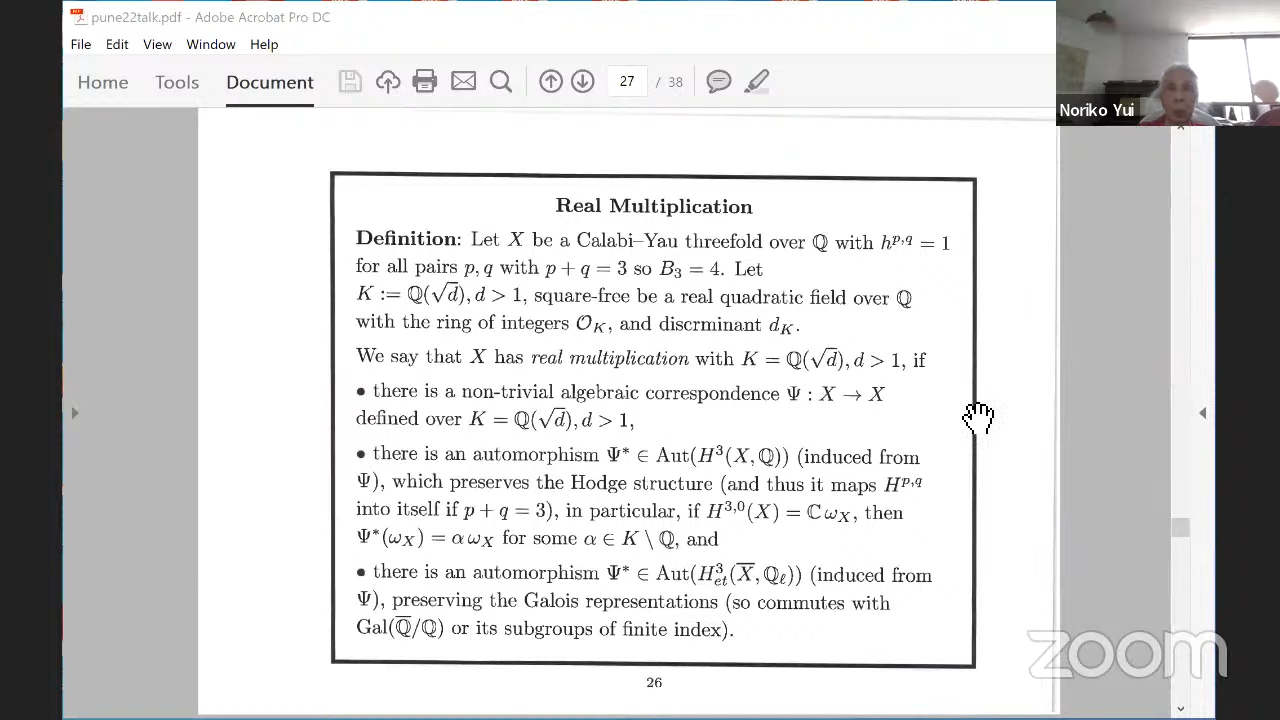 pune22talk.pdf - Adobe Acrobat Pro DC
File Edit View Window Help
Home Tools Document 27 / 38
Noriko Yui
Real Multiplication
Definition: Let X be a Calabi–Yau threefold over ℚ with h^{p,q} = 1
for all pairs p, q with p + q = 3 so B₃ = 4. Let
K := ℚ(√d), d > 1, square-free be a real quadratic field over ℚ
with the ring of integers 𝒪_K, and discrminant d_K.
We say that X has real multiplication with K = ℚ(√d), d > 1, if
• there is a non-trivial algebraic correspondence Ψ : X → X
defined over K = ℚ(√d), d > 1,
• there is an automorphism Ψ* ∈ Aut(H³(X, ℚ)) (induced from
Ψ), which preserves the Hodge structure (and thus it maps H^{p,q}
into itself if p + q = 3), in particular, if H^{3,0}(X) = ℂ ω_X, then
Ψ*(ω_X) = α ω_X for some α ∈ K \ ℚ, and
• there is an automorphism Ψ* ∈ Aut(H³_{et}(X̅, ℚ_ℓ)) (induced from
Ψ), preserving the Galois representations (so commutes with
Gal(ℚ̅/ℚ) or its subgroups of finite index).
26
zoom